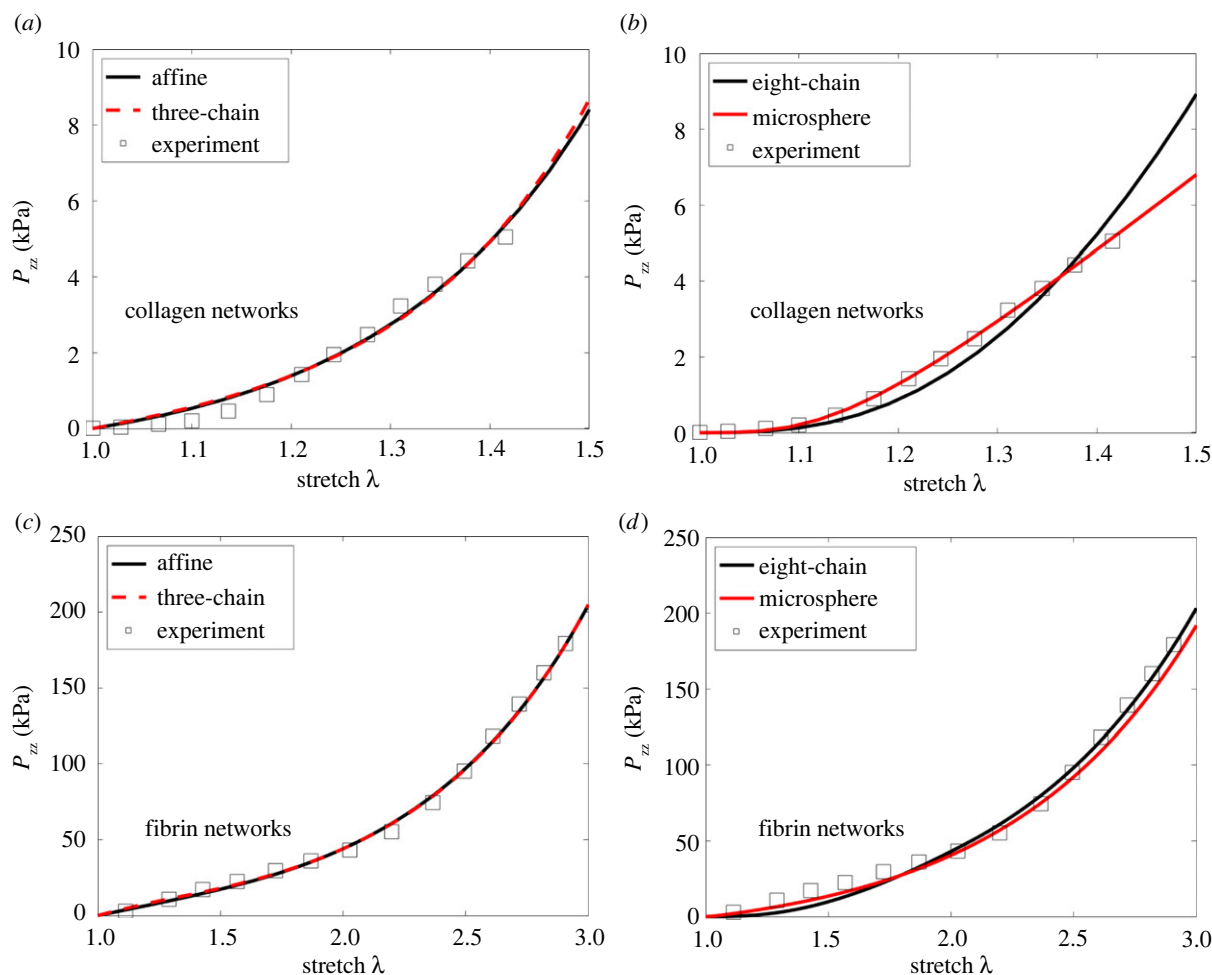 (a)
10
8
6
4
2
0
P_zz (kPa)
affine
three-chain
experiment
collagen networks
1.0 1.1 1.2 1.3 1.4 1.5
stretch λ
(b)
10
8
6
4
2
0
P_zz (kPa)
eight-chain
microsphere
experiment
collagen networks
1.0 1.1 1.2 1.3 1.4 1.5
stretch λ
(c)
250
200
150
100
50
0
P_zz (kPa)
affine
three-chain
experiment
fibrin networks
1.0 1.5 2.0 2.5 3.0
stretch λ
(d)
250
200
150
100
50
0
P_zz (kPa)
eight-chain
microsphere
experiment
fibrin networks
1.0 1.5 2.0 2.5 3.0
stretch λ